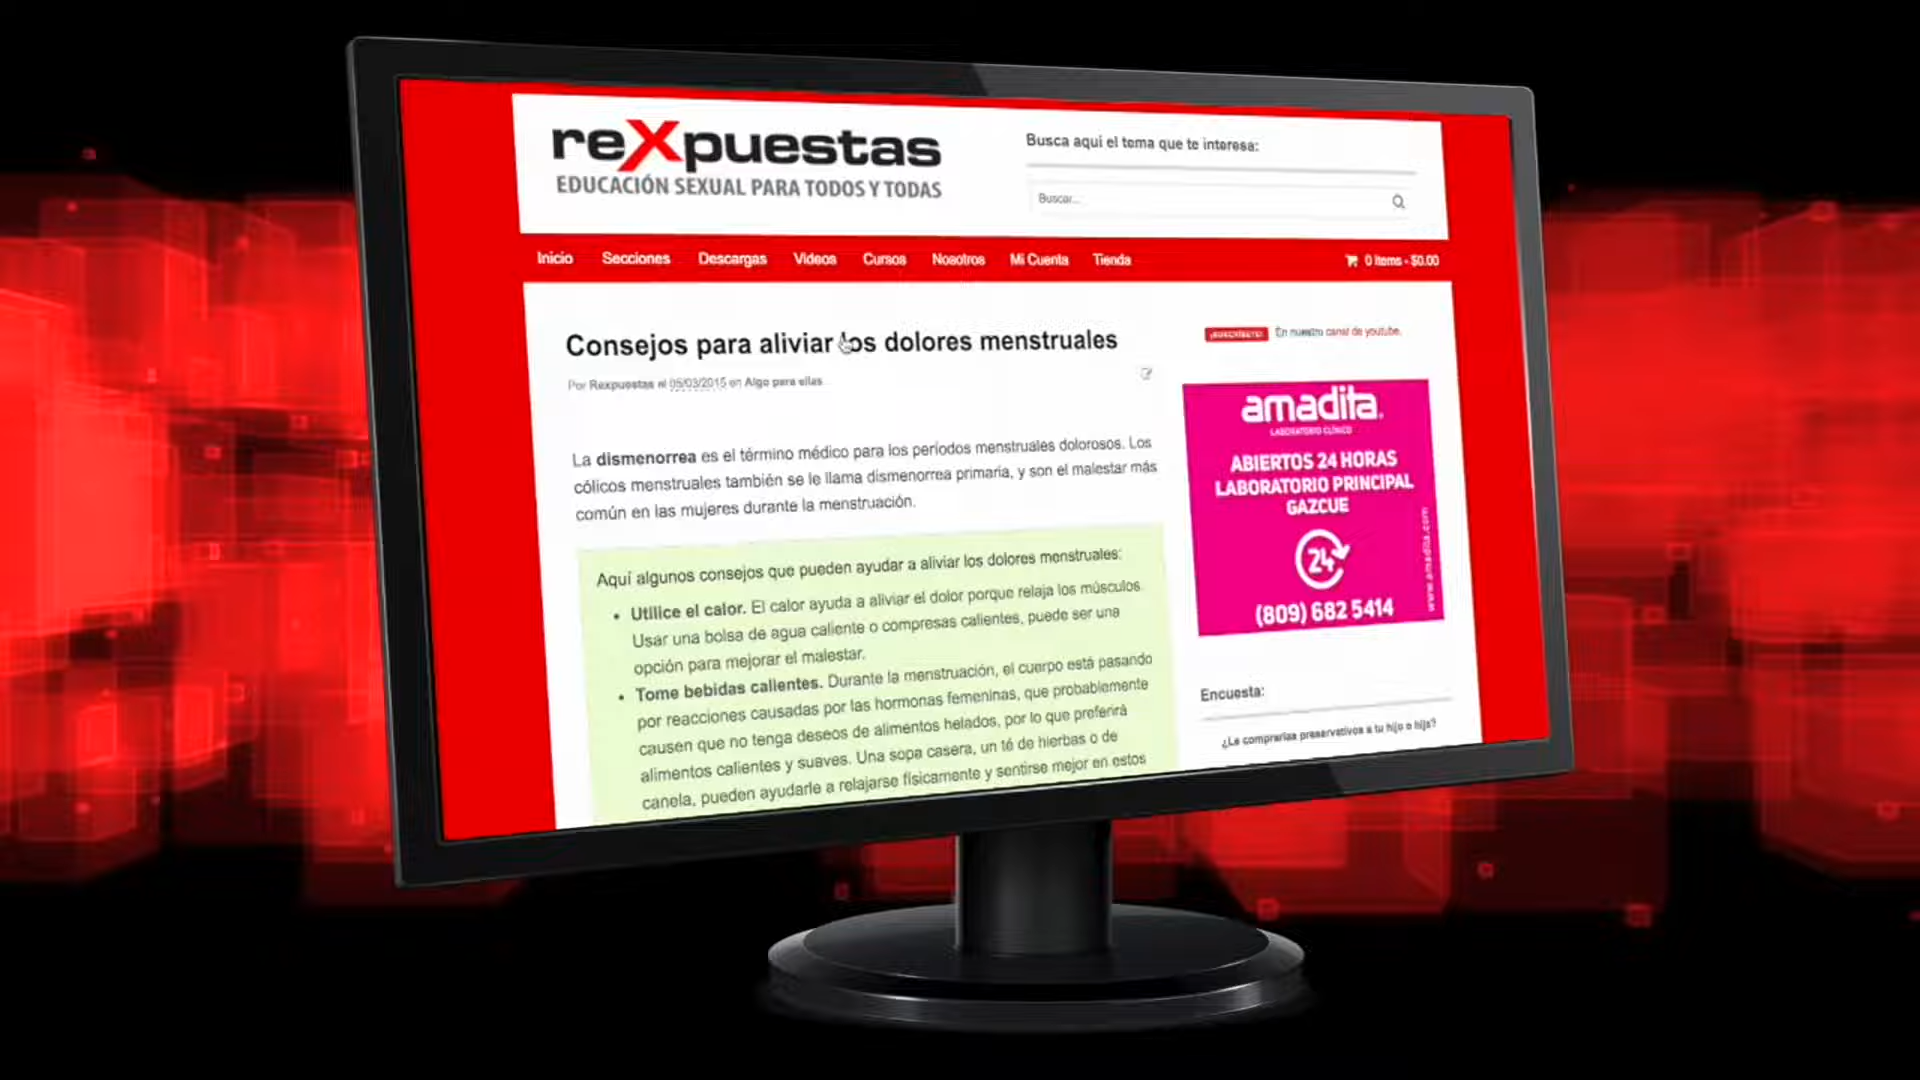 reXpuestas
EDUCACIÓN SEXUAL PARA TODOS Y TODAS
Busca aquí el tema que te interesa:
Buscar...
Inicio Secciones Descargas Videos Cursos Nosotros Mi Cuenta Tienda
0 items - $0.00
Consejos para aliviar los dolores menstruales
Por Rexpuestas el 05/03/2015 en Algo para ellas
La dismenorrea es el término médico para los períodos menstruales dolorosos. Los
cólicos menstruales también se le llama dismenorrea primaria, y son el malestar más
común en las mujeres durante la menstruación.
Aquí algunos consejos que pueden ayudar a aliviar los dolores menstruales:
• Utilice el calor. El calor ayuda a aliviar el dolor porque relaja los músculos.
Usar una bolsa de agua caliente o compresas calientes, puede ser una
opción para mejorar el malestar.
• Tome bebidas calientes. Durante la menstruación, el cuerpo está pasando
por reacciones causadas por las hormonas femeninas, que probablemente
causen que no tenga deseos de alimentos helados, por lo que preferirá
alimentos calientes y suaves. Una sopa casera, un té de hierbas o de
canela, pueden ayudarle a relajarse físicamente y sentirse mejor en estos
¡SUSCRÍBETE! En nuestro canal de youtube.
amadita
LABORATORIO CLÍNICO
ABIERTOS 24 HORAS
LABORATORIO PRINCIPAL
GAZCUE
24
www.amadita.com
(809) 682 5414
Encuesta:
¿Le comprarías preservativos a tu hijo o hija?